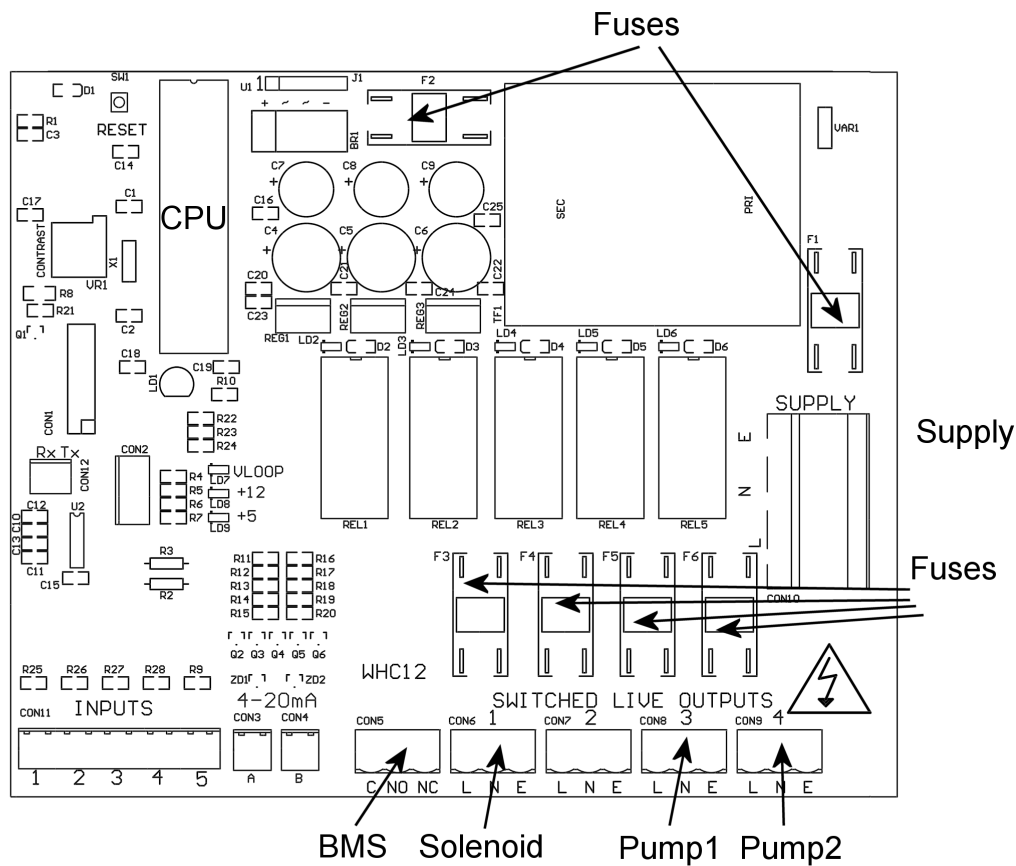 Fuses
SW1
D1
U1 1
J1
F2
+ ~ ~ -
BR1
R1
C3
RESET
C14
VAR1
C7
C8
C9
+ + +
C17
C1
C16
C25
CPU
SEC
PRI
CONTRAST
VR1
X1
C4
C5
C6
+ + +
F1
C20
C21
C22
C23
C24
R8
R21
C2
Q1
REG1
REG2
REG3
TF1
LD2
D2
LD3
D3
LD4
D4
LD5
D5
LD6
D6
C18
C19
LD1
R10
SUPPLY
Supply
E
N
L
CON1
R22
R23
R24
Rx Tx
CON12
CON2
VLOOP
LD7
+12
LD8
+5
LD9
R4
R5
R6
R7
C12
C10
C13
C11
U2
C15
REL1
REL2
REL3
REL4
REL5
R3
R2
R11
R12
R13
R14
R15
R16
R17
R18
R19
R20
F3
F4
F5
F6
Fuses
CON10
Q2 Q3 Q4 Q5 Q6
R25 R26 R27 R28 R9
ZD1
ZD2
WHC12
4-20mA
SWITCHED LIVE OUTPUTS
INPUTS
CON11
CON3
CON4
CON5
CON6 1
CON7 2
CON8 3
CON9 4
1 2 3 4 5
A
B
C NO NC
L N E
L N E
L N E
L N E
BMS
Solenoid
Pump1
Pump2